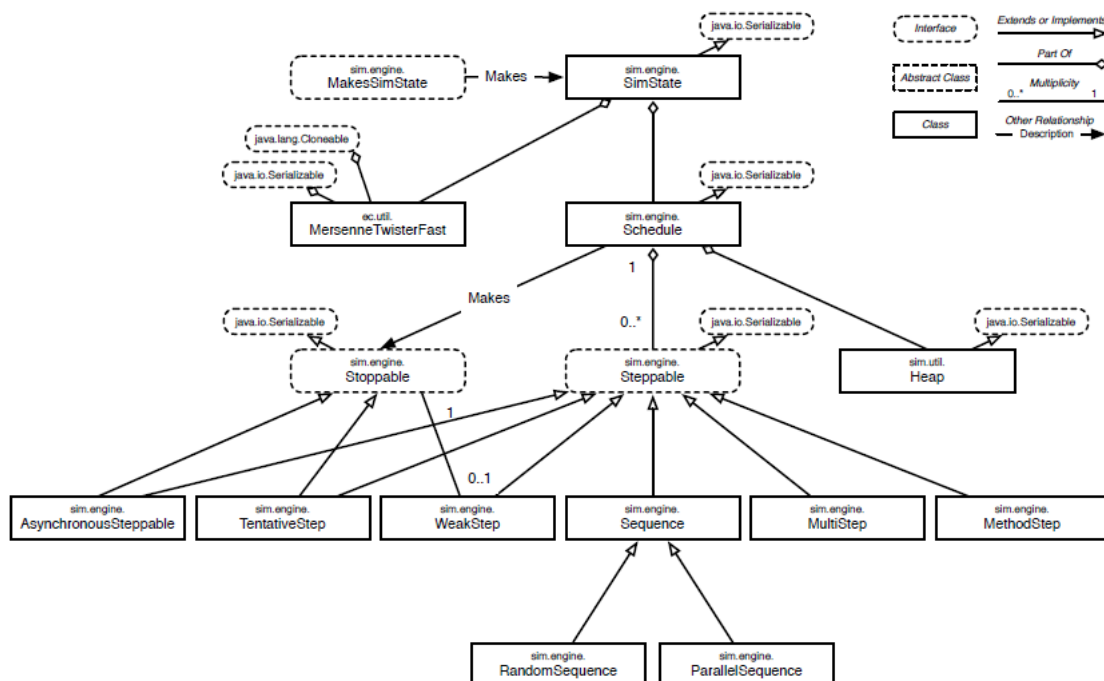 java.io.Serializable
Interface
Extends or Implements
sim.engine.
MakesSimState
Makes
sim.engine.
SimState
Part Of
Abstract Class
Multiplicity
0..*
1
java.lang.Cloneable
Class
Other Relationship
Description
java.io.Serializable
java.io.Serializable
ec.util.
MersenneTwisterFast
sim.engine.
Schedule
1
Makes
0..*
java.io.Serializable
java.io.Serializable
java.io.Serializable
sim.engine.
Stoppable
sim.engine.
Steppable
sim.util.
Heap
1
0..1
sim.engine.
AsynchronousSteppable
sim.engine.
TentativeStep
sim.engine.
WeakStep
sim.engine.
Sequence
sim.engine.
MultiStep
sim.engine.
MethodStep
sim.engine.
RandomSequence
sim.engine.
ParallelSequence